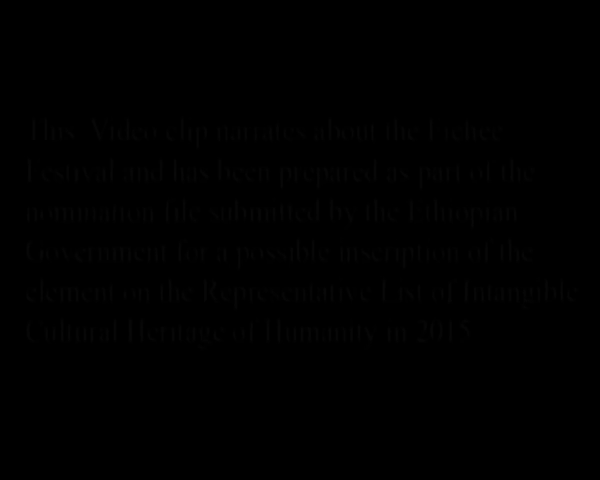 This Video clip narrates about the Fichee
Festival and has been prepared as part of the
nomination file submitted by the Ethiopian
Government for a possible inscription of the
element on the Representative List of Intangible
Cultural Heritage of Humanity in 2015